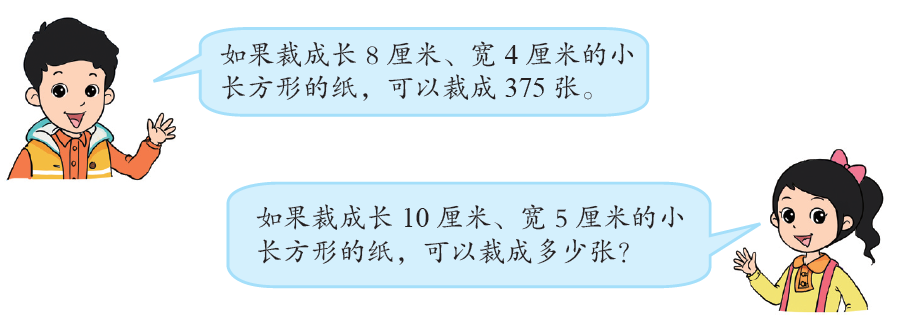 如果裁成长 8 厘米、宽 4 厘米的小
长方形的纸，可以裁成 375 张。
如果裁成长 10 厘米、宽 5 厘米的小
长方形的纸，可以裁成多少张？